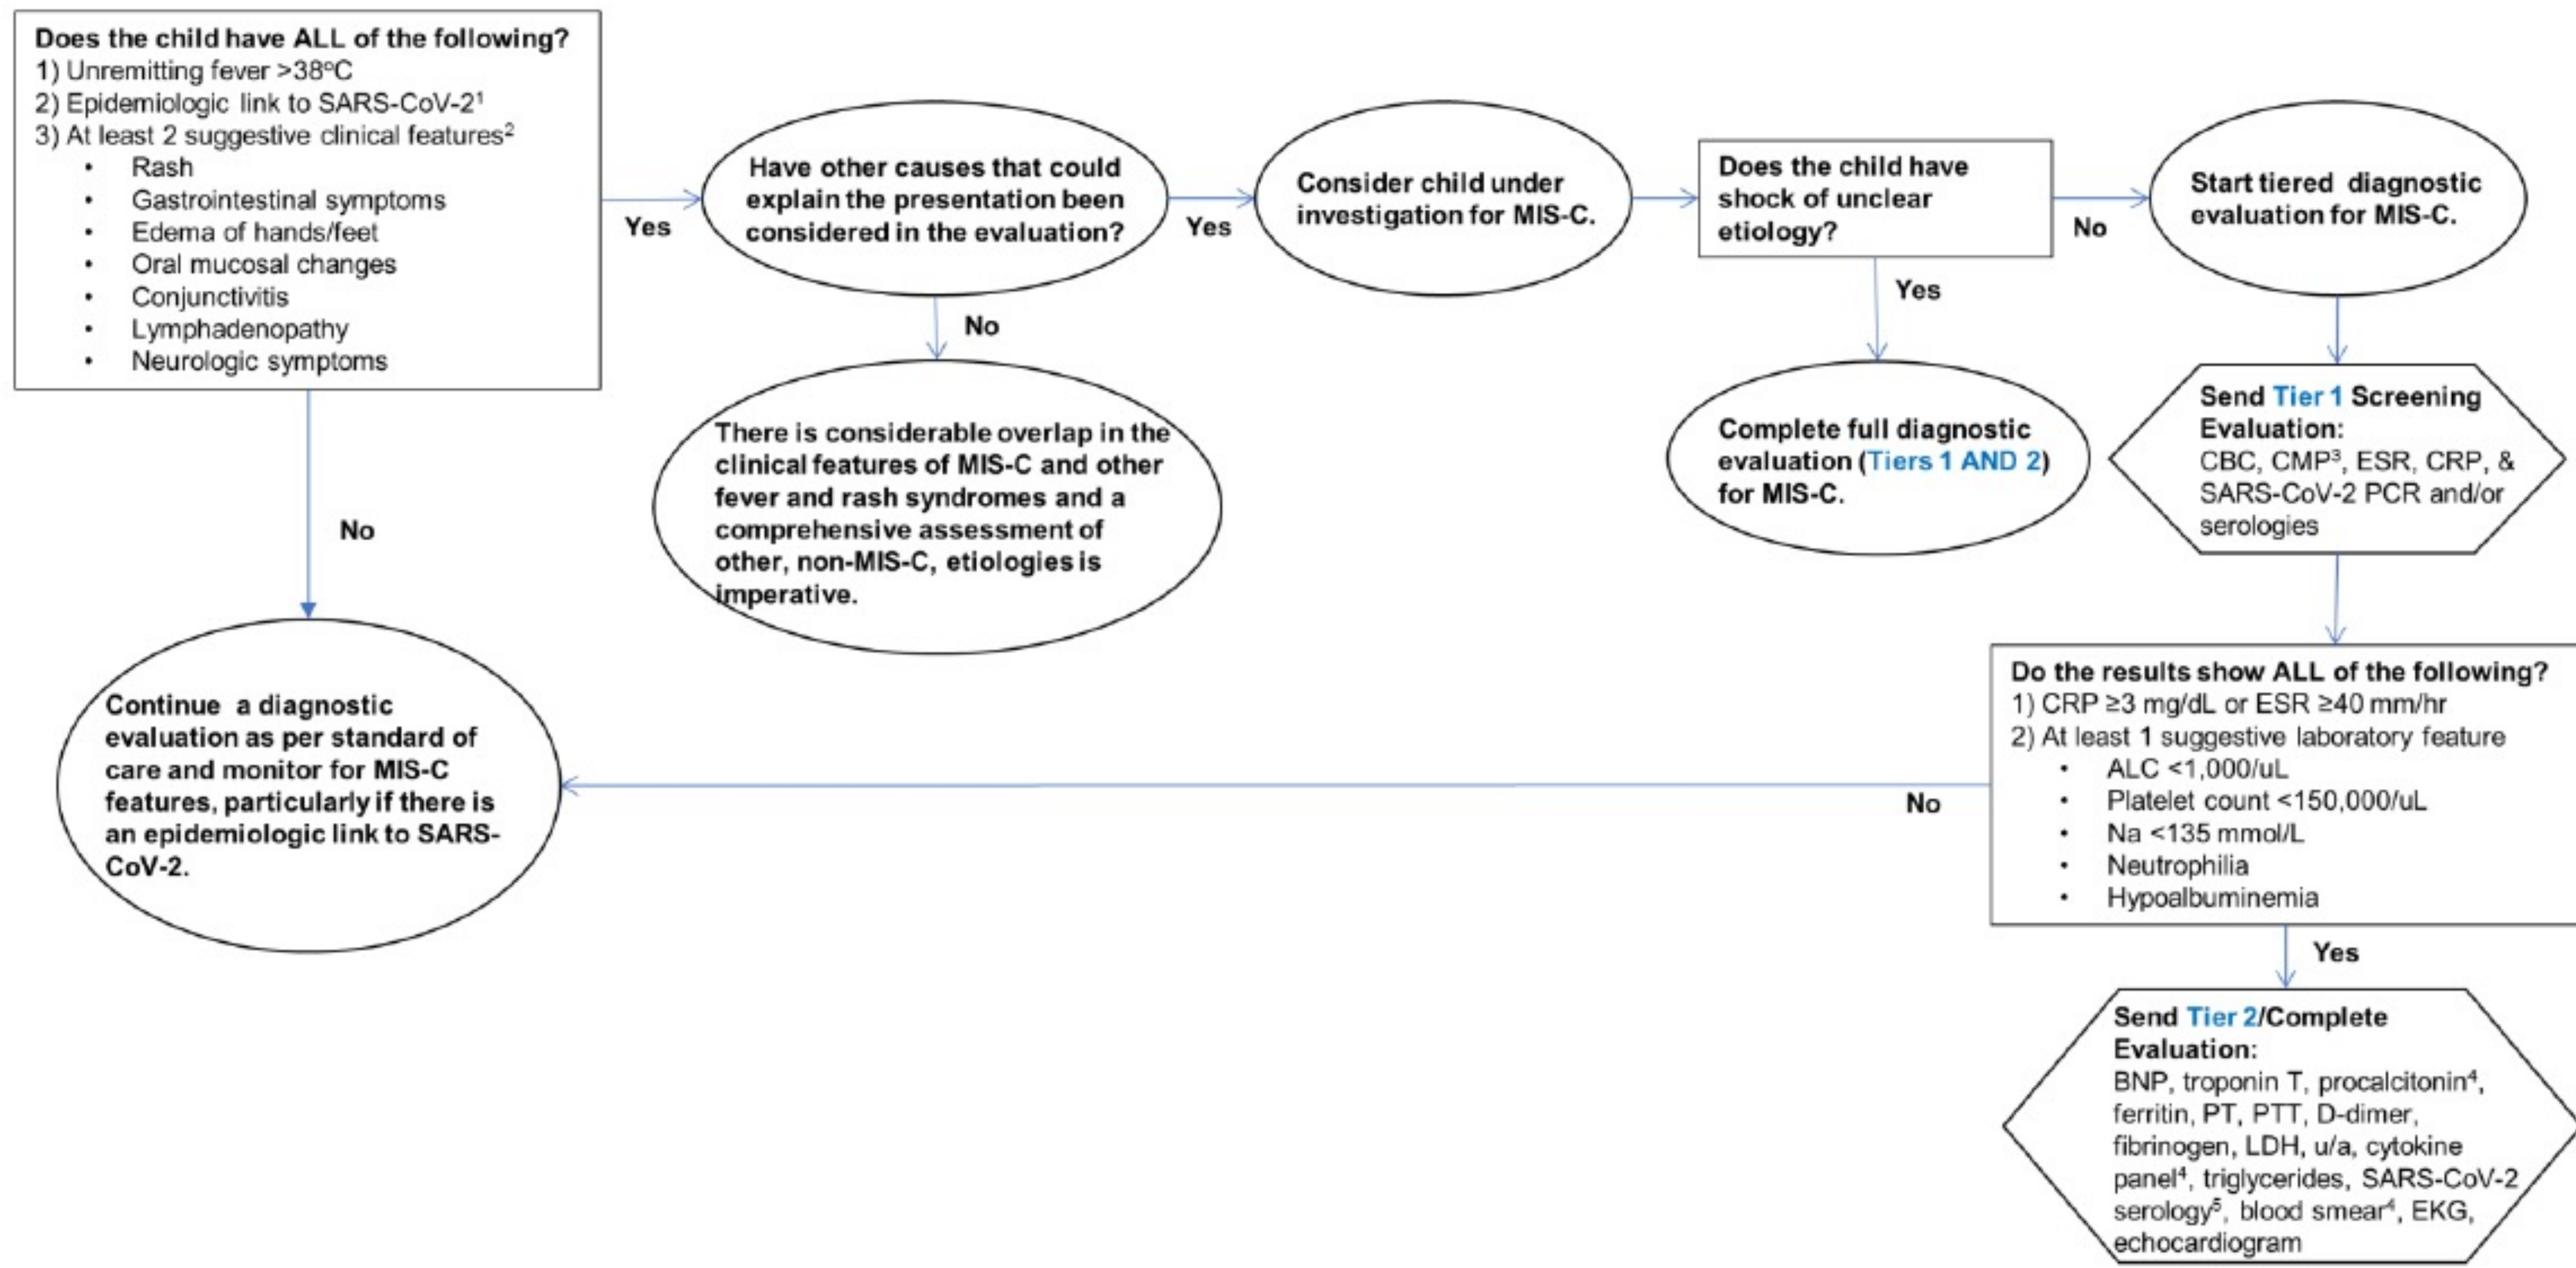 Does the child have ALL of the following?
1) Unremitting fever >38°C
2) Epidemiologic link to SARS-CoV-2¹
3) At least 2 suggestive clinical features²
• Rash
• Gastrointestinal symptoms
• Edema of hands/feet
• Oral mucosal changes
• Conjunctivitis
• Lymphadenopathy
• Neurologic symptoms
Yes
Have other causes that could
explain the presentation been
considered in the evaluation?
Yes
Consider child under
investigation for MIS-C.
Does the child have
shock of unclear
etiology?
No
Start tiered diagnostic
evaluation for MIS-C.
No
There is considerable overlap in the
clinical features of MIS-C and other
fever and rash syndromes and a
comprehensive assessment of
other, non-MIS-C, etiologies is
imperative.
Yes
Complete full diagnostic
evaluation (Tiers 1 AND 2)
for MIS-C.
Send Tier 1 Screening
Evaluation:
CBC, CMP³, ESR, CRP, &
SARS-CoV-2 PCR and/or
serologies
No
Continue a diagnostic
evaluation as per standard of
care and monitor for MIS-C
features, particularly if there is
an epidemiologic link to SARS-
CoV-2.
No
Do the results show ALL of the following?
1) CRP ≥3 mg/dL or ESR ≥40 mm/hr
2) At least 1 suggestive laboratory feature
• ALC <1,000/uL
• Platelet count <150,000/uL
• Na <135 mmol/L
• Neutrophilia
• Hypoalbuminemia
Yes
Send Tier 2/Complete
Evaluation:
BNP, troponin T, procalcitonin⁴,
ferritin, PT, PTT, D-dimer,
fibrinogen, LDH, u/a, cytokine
panel⁴, triglycerides, SARS-CoV-2
serology⁵, blood smear⁴, EKG,
echocardiogram